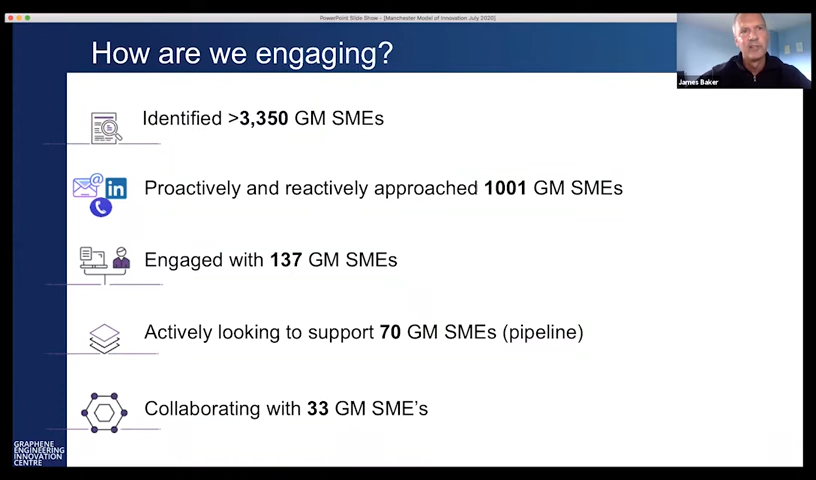 PowerPoint Slide Show - [Manchester Model of Innovation July 2020]
How are we engaging?
James Baker
Identified >3,350 GM SMEs
in
Proactively and reactively approached 1001 GM SMEs
Engaged with 137 GM SMEs
Actively looking to support 70 GM SMEs (pipeline)
Collaborating with 33 GM SME's
GRAPHENE
ENGINEERING
INNOVATION
CENTRE